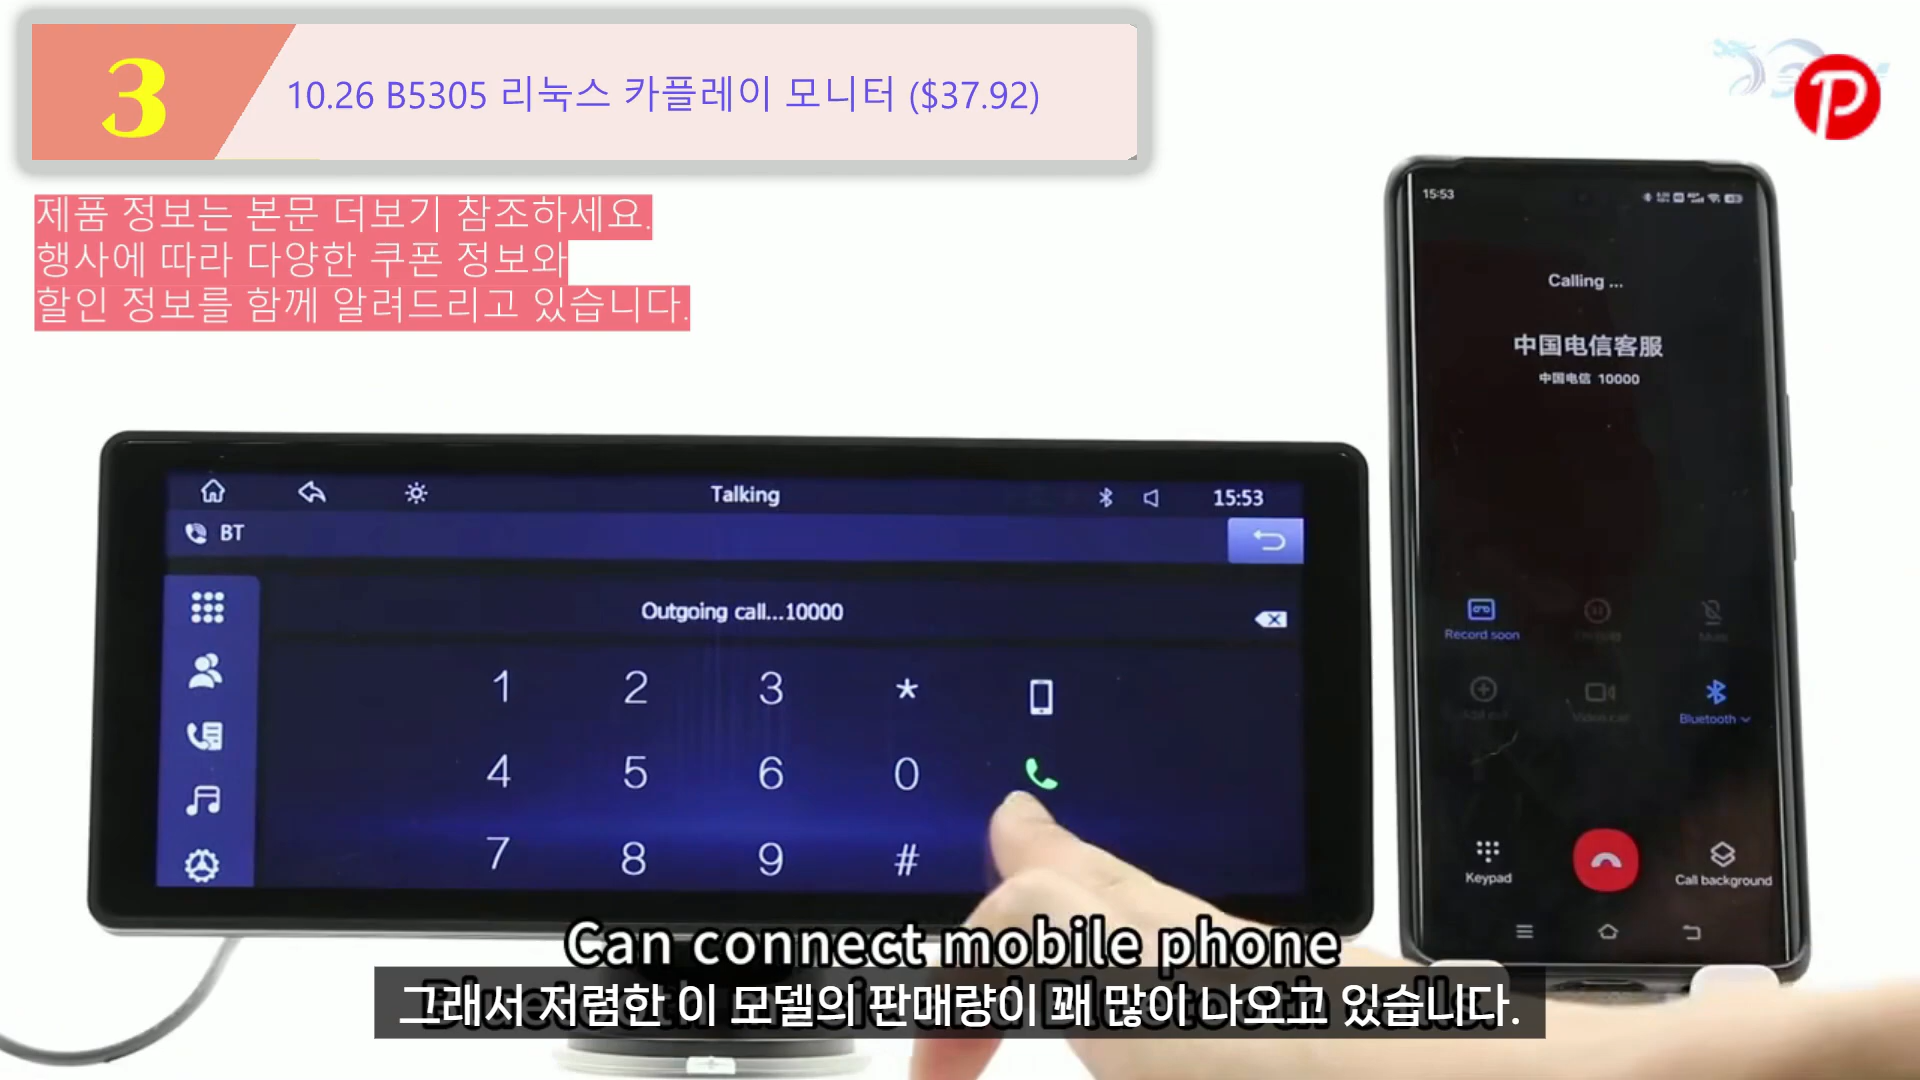 3
10.26 B5305 리눅스 카플레이 모니터 ($37.92)
제품 정보는 본문 더보기 참조하세요.
행사에 따라 다양한 쿠폰 정보와
할인 정보를 함께 알려드리고 있습니다.
15:53
Calling ...
中国电信客服
中国电信 10000
Talking
15:53
BT
Outgoing call...10000
1 2 3 *
4 5 6 0
7 8 9 #
Record soon
Bluetooth
Keypad
Call background
Can connect mobile phone
그래서 저렴한 이 모델의 판매량이 꽤 많이 나오고 있습니다.